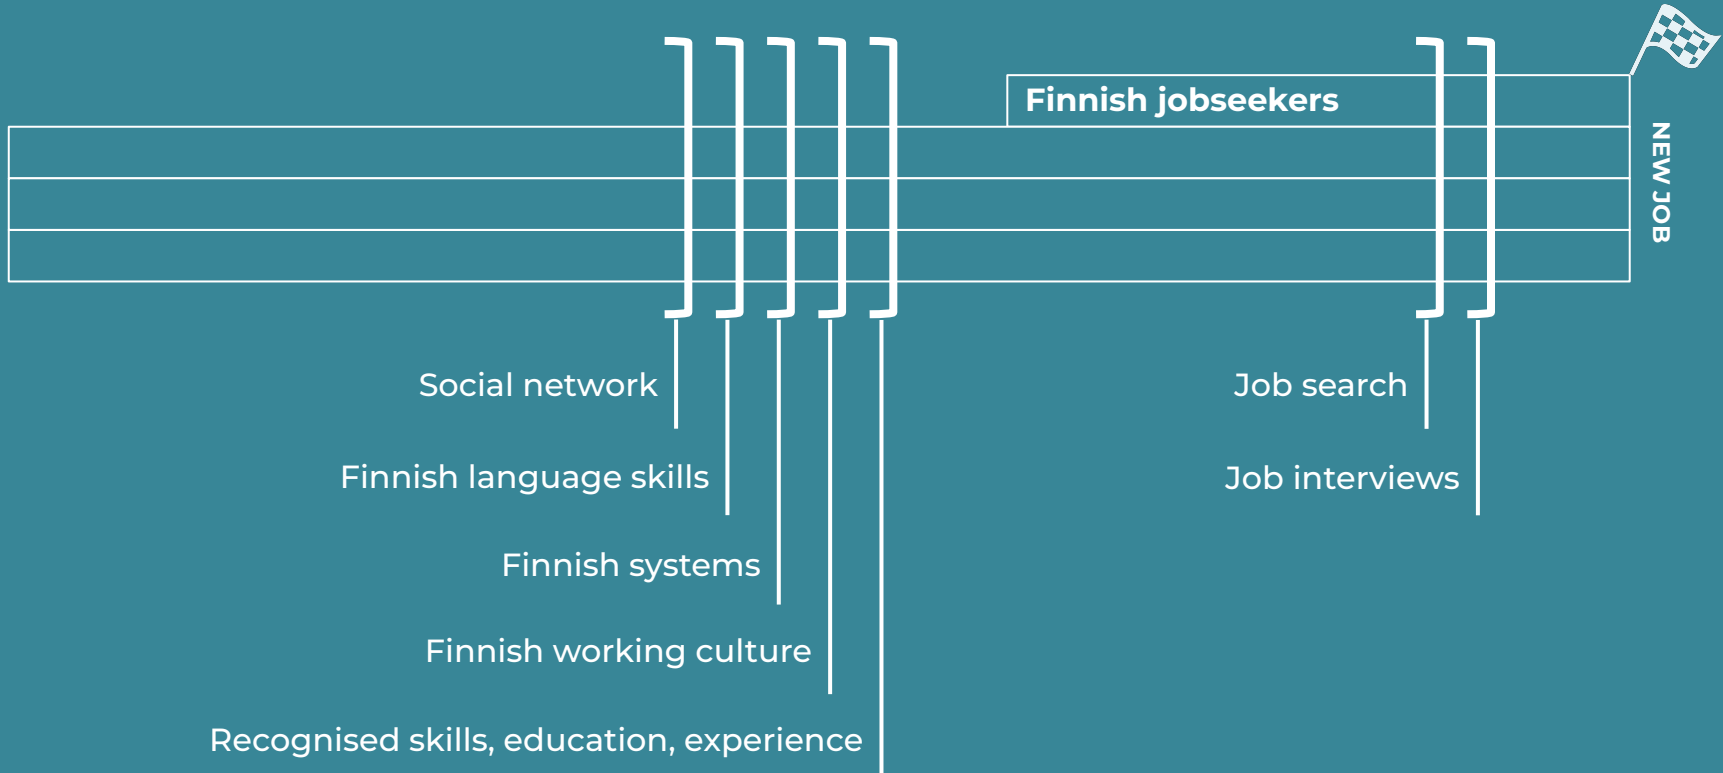 Finnish jobseekers
NEW JOB
Social network
Job search
Finnish language skills
Job interviews
Finnish systems
Finnish working culture
Recognised skills, education, experience